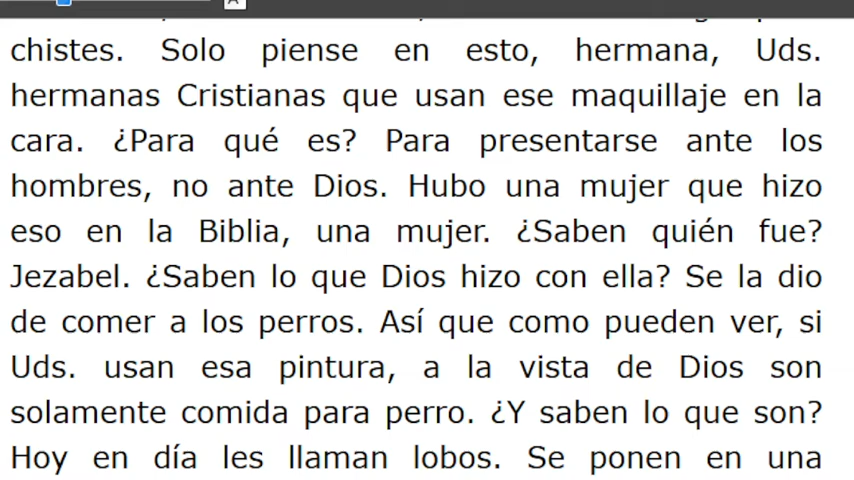 chistes. Solo piense en esto, hermana, Uds.
hermanas Cristianas que usan ese maquillaje en la
cara. ¿Para qué es? Para presentarse ante los
hombres, no ante Dios. Hubo una mujer que hizo
eso en la Biblia, una mujer. ¿Saben quién fue?
Jezabel. ¿Saben lo que Dios hizo con ella? Se la dio
de comer a los perros. Así que como pueden ver, si
Uds. usan esa pintura, a la vista de Dios son
solamente comida para perro. ¿Y saben lo que son?
Hoy en día les llaman lobos. Se ponen en una